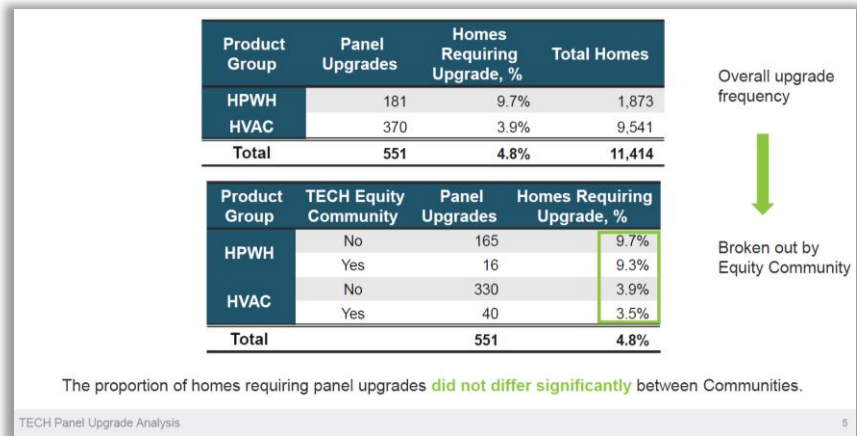 Product Group Panel Upgrades Homes Requiring Upgrade, % Total Homes
HPWH 181 9.7% 1,873
HVAC 370 3.9% 9,541
Total 551 4.8% 11,414
Overall upgrade
frequency
Product Group TECH Equity Community Panel Upgrades Homes Requiring Upgrade, %
HPWH No 165 9.7%
Yes 16 9.3%
HVAC No 330 3.9%
Yes 40 3.5%
Total 551 4.8%
Broken out by
Equity Community
The proportion of homes requiring panel upgrades did not differ significantly between Communities.
TECH Panel Upgrade Analysis 5